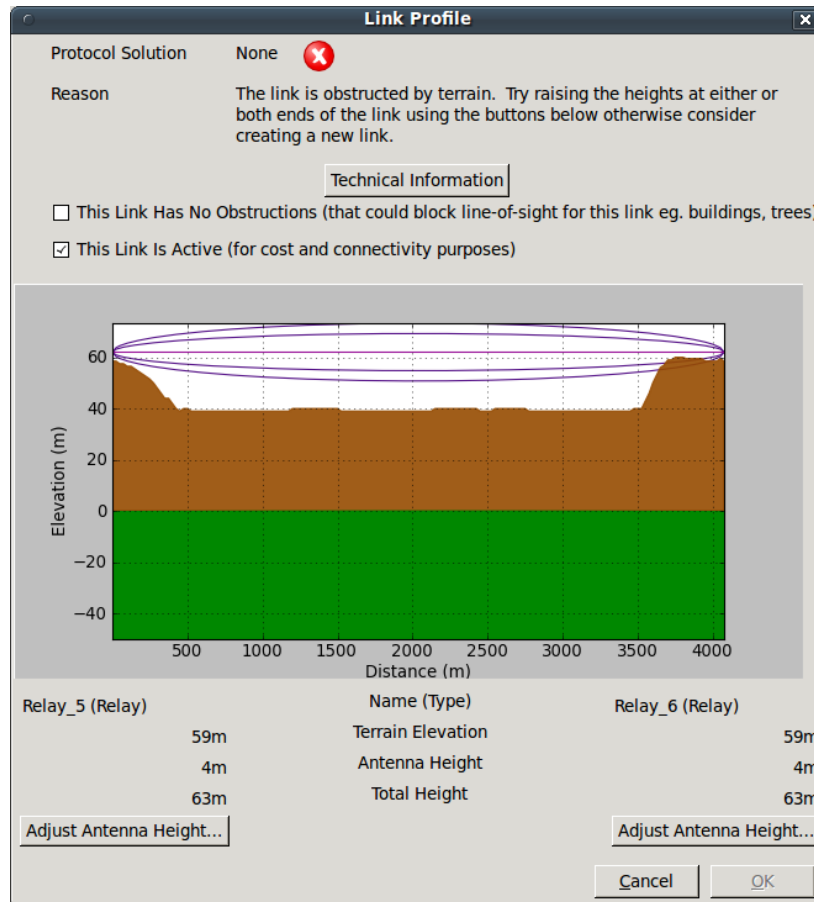 Link Profile
Protocol Solution None
Reason The link is obstructed by terrain. Try raising the heights at either or
both ends of the link using the buttons below otherwise consider
creating a new link.
Technical Information
This Link Has No Obstructions (that could block line-of-sight for this link eg. buildings, trees)
This Link Is Active (for cost and connectivity purposes)
60
40
20
0
−20
−40
Elevation (m)
500 1000 1500 2000 2500 3000 3500 4000
Distance (m)
Relay_5 (Relay) Name (Type) Relay_6 (Relay)
59m Terrain Elevation 59m
4m Antenna Height 4m
63m Total Height 63m
Adjust Antenna Height... Adjust Antenna Height...
Cancel OK